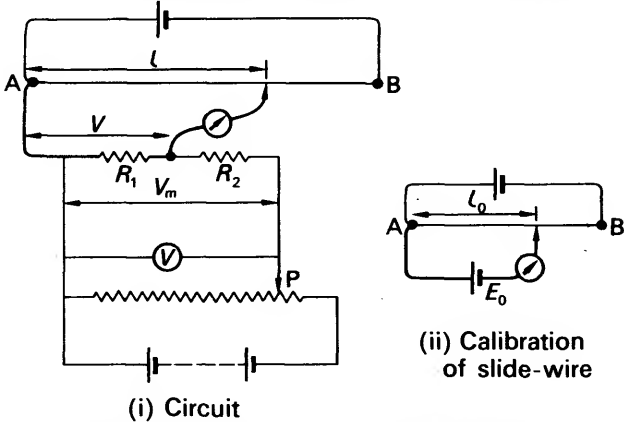 l
A
B
V
R₁
R₂
Vₘ
V
P
(i) Circuit
l₀
A
B
E₀
(ii) Calibration
of slide-wire